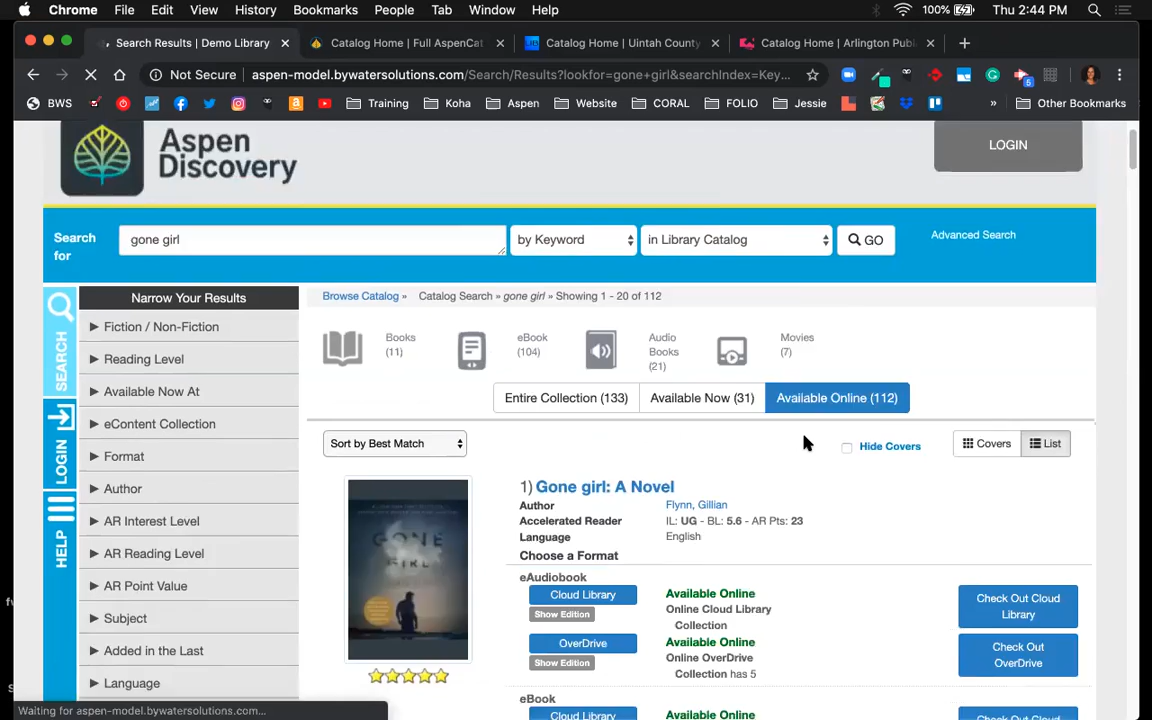 Chrome File Edit View History Bookmarks People Tab Window Help 100% Thu 2:44 PM
Search Results | Demo Library Catalog Home | Full AspenCat Catalog Home | Uintah County Catalog Home | Arlington Publ
Not Secure aspen-model.bywatersolutions.com/Search/Results?lookfor=gone+girl&searchIndex=Key... 5
BWS Training Koha Aspen Website CORAL FOLIO Jessie » Other Bookmarks
Aspen
Discovery
LOGIN
Search
for
gone girl
by Keyword
in Library Catalog
GO
Advanced Search
SEARCH
LOGIN
HELP
Narrow Your Results
Fiction / Non-Fiction
Reading Level
Available Now At
eContent Collection
Format
Author
AR Interest Level
AR Reading Level
AR Point Value
Subject
Added in the Last
Language
Browse Catalog » Catalog Search » gone girl » Showing 1 - 20 of 112
Books
(11)
eBook
(104)
Audio
Books
(21)
Movies
(7)
Entire Collection (133) Available Now (31) Available Online (112)
Sort by Best Match Hide Covers Covers List
GONE
GIRL
1) Gone girl: A Novel
Author Flynn, Gillian
Accelerated Reader IL: UG - BL: 5.6 - AR Pts: 23
Language English
Choose a Format
eAudiobook
Cloud Library
Show Edition
Available Online
Online Cloud Library
Collection
Check Out Cloud
Library
OverDrive
Show Edition
Available Online
Online OverDrive
Collection has 5
Check Out
OverDrive
eBook
Cloud Library Available Online Check Out Cloud
Waiting for aspen-model.bywatersolutions.com...